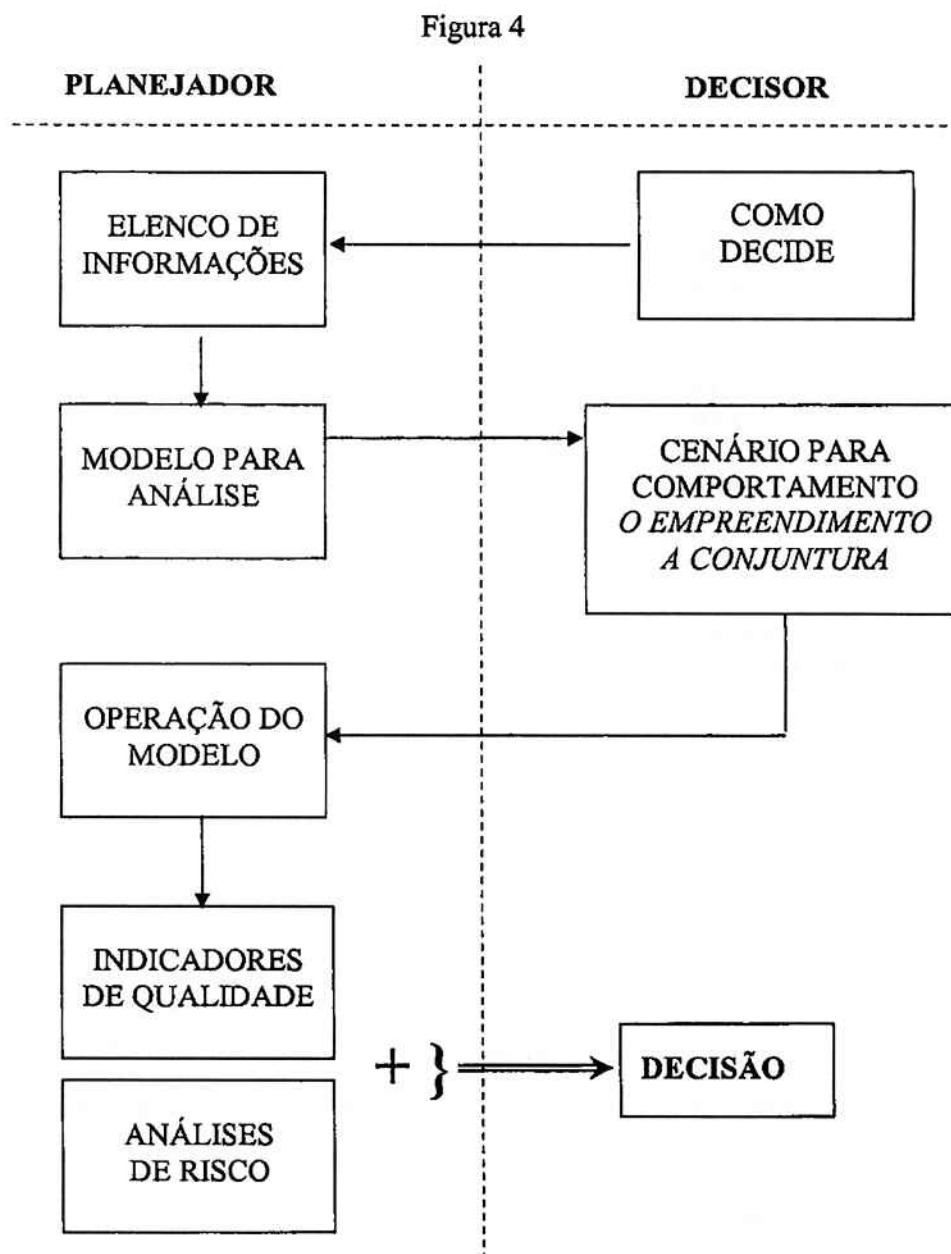 Figura 4
PLANEJADOR
DECISOR
ELENCO DE
INFORMAÇÕES
COMO
DECIDE
MODELO PARA
ANÁLISE
CENÁRIO PARA
COMPORTAMENTO
O EMPREENDIMENTO
A CONJUNTURA
OPERAÇÃO DO
MODELO
INDICADORES
DE QUALIDADE
+ }
DECISÃO
ANÁLISES
DE RISCO